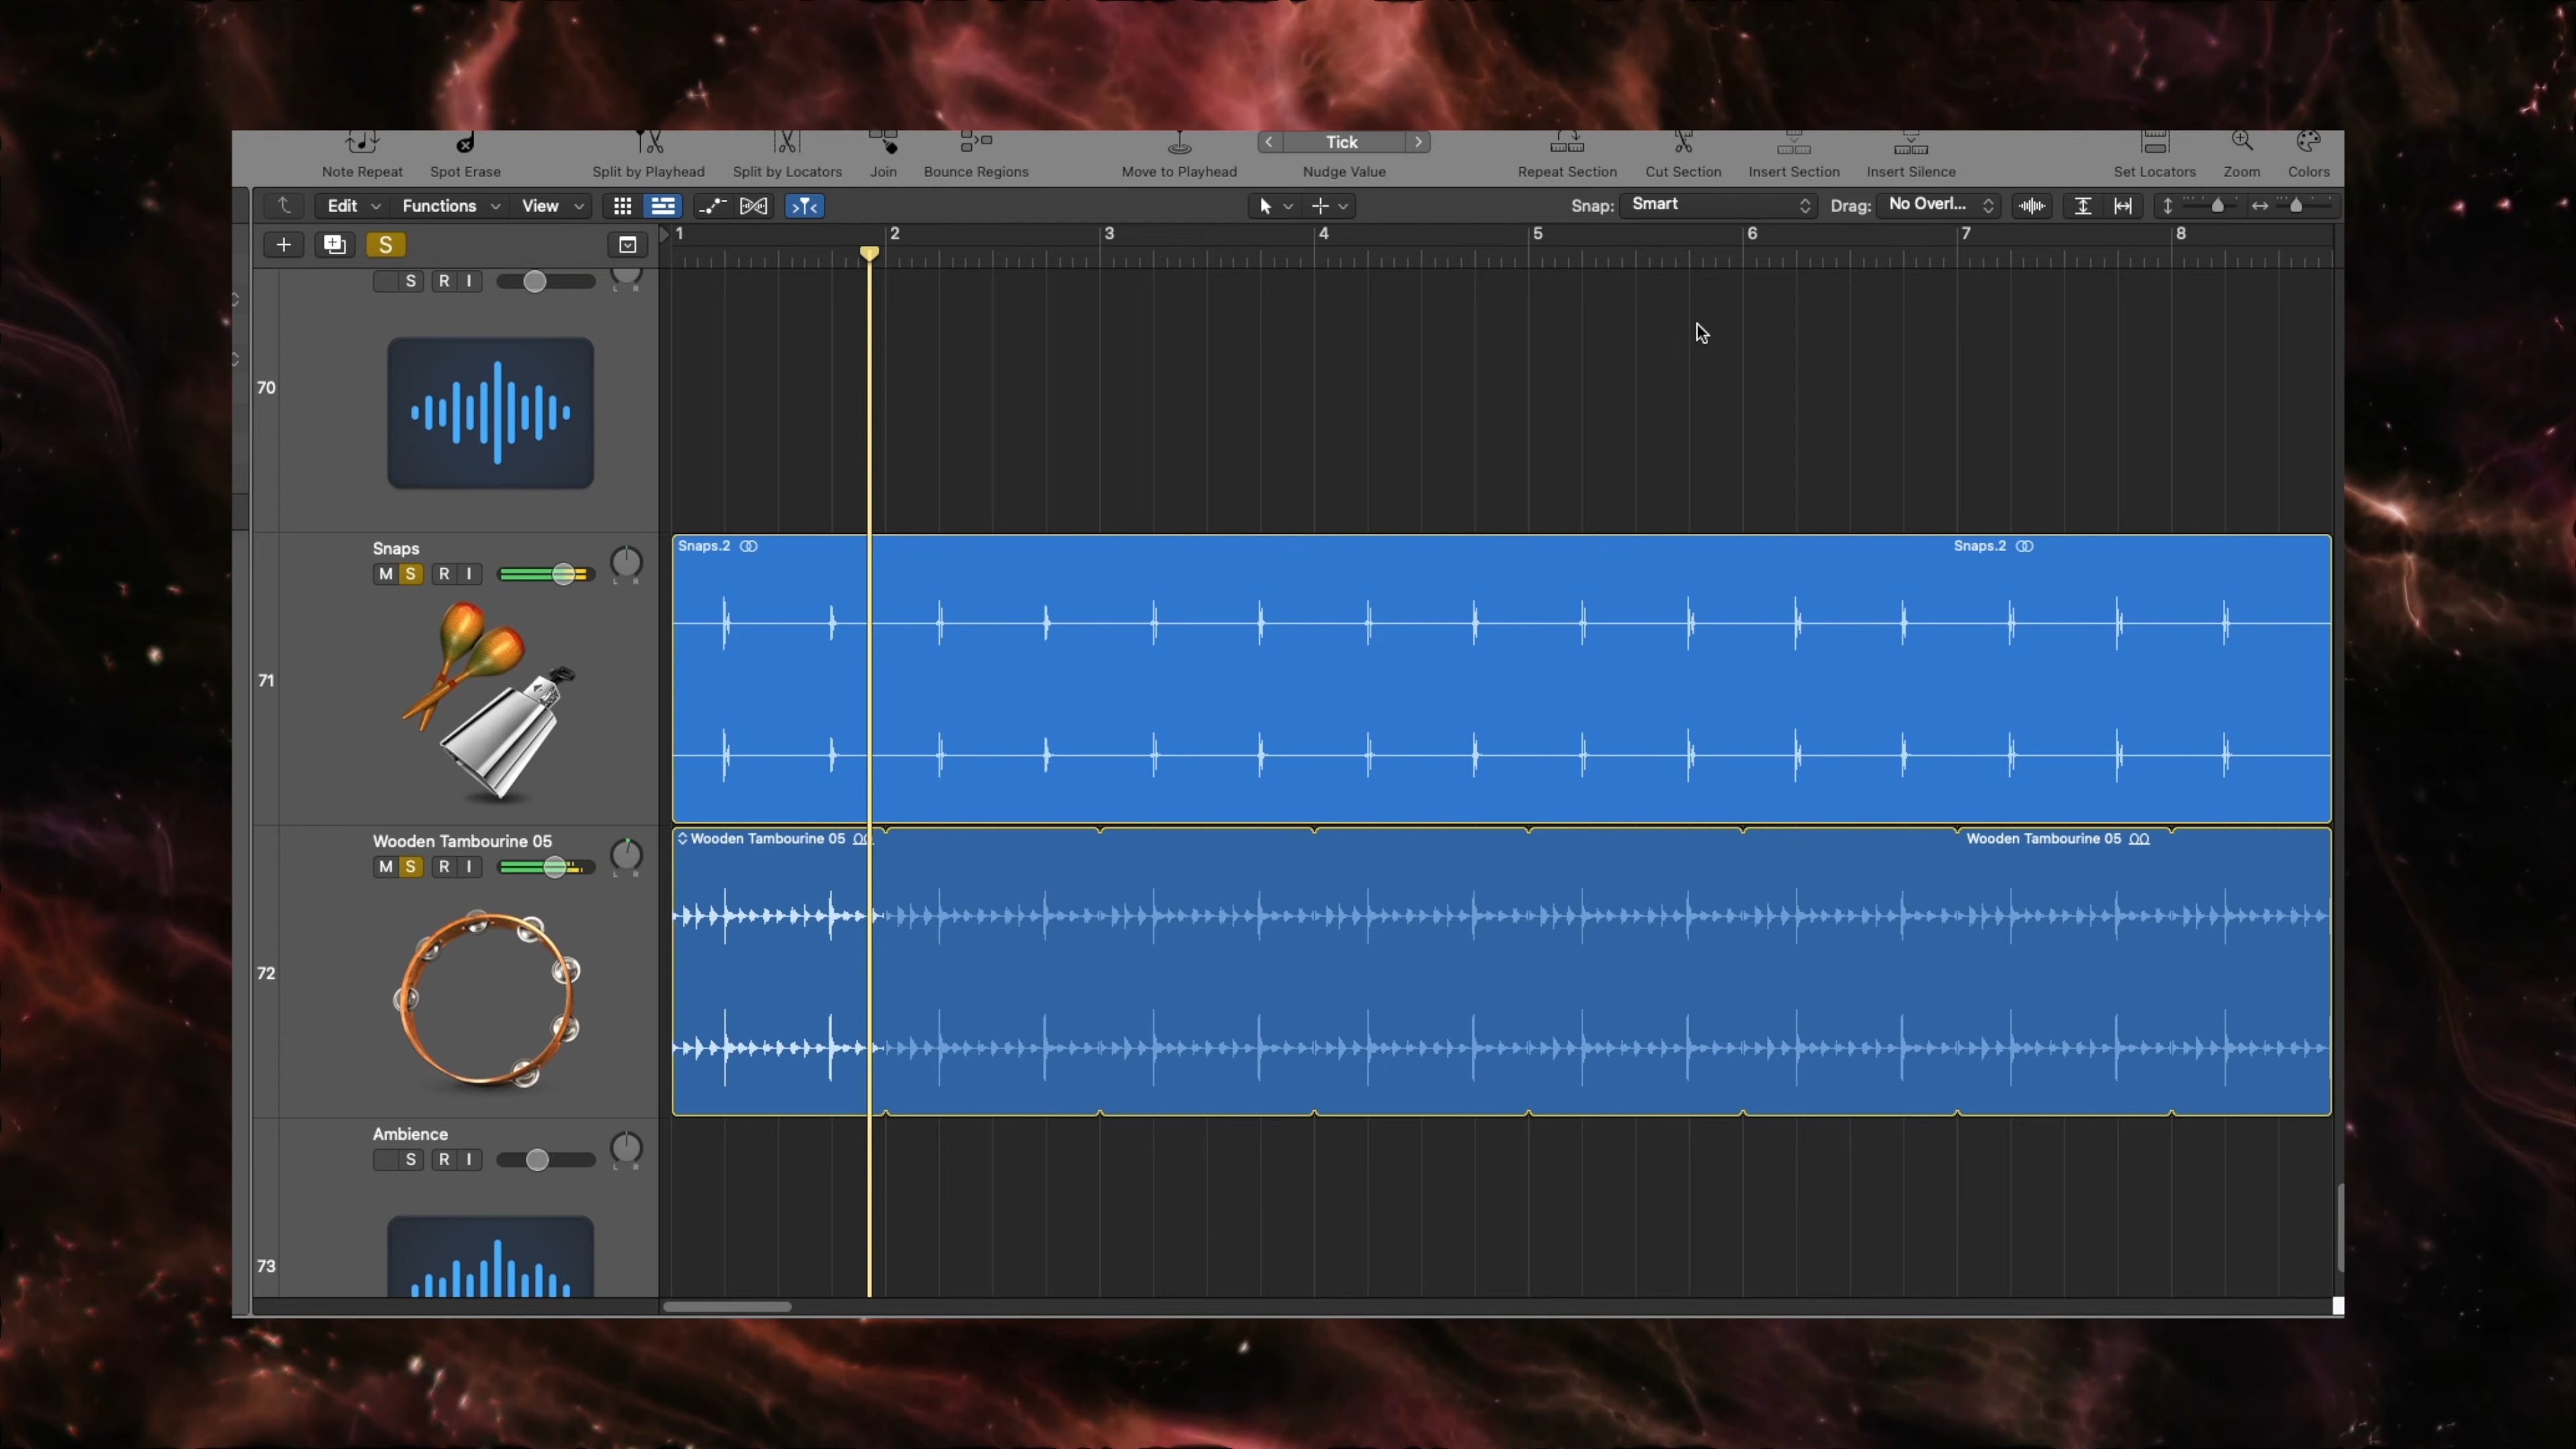 Tick
Note Repeat Spot Erase Split by Playhead Split by Locators Join Bounce Regions Move to Playhead Nudge Value Repeat Section Cut Section Insert Section Insert Silence Set Locators Zoom Colors
Edit Functions View Snap: Smart Drag: No Overl...
S
1 2 3 4 5 6 7 8
S R I
L R
70
Snaps
M S R I
L R
71
Snaps.2 Snaps.2
Wooden Tambourine 05
M S R I
L R
72
Wooden Tambourine 05 Wooden Tambourine 05
Ambience
S R I
L R
73